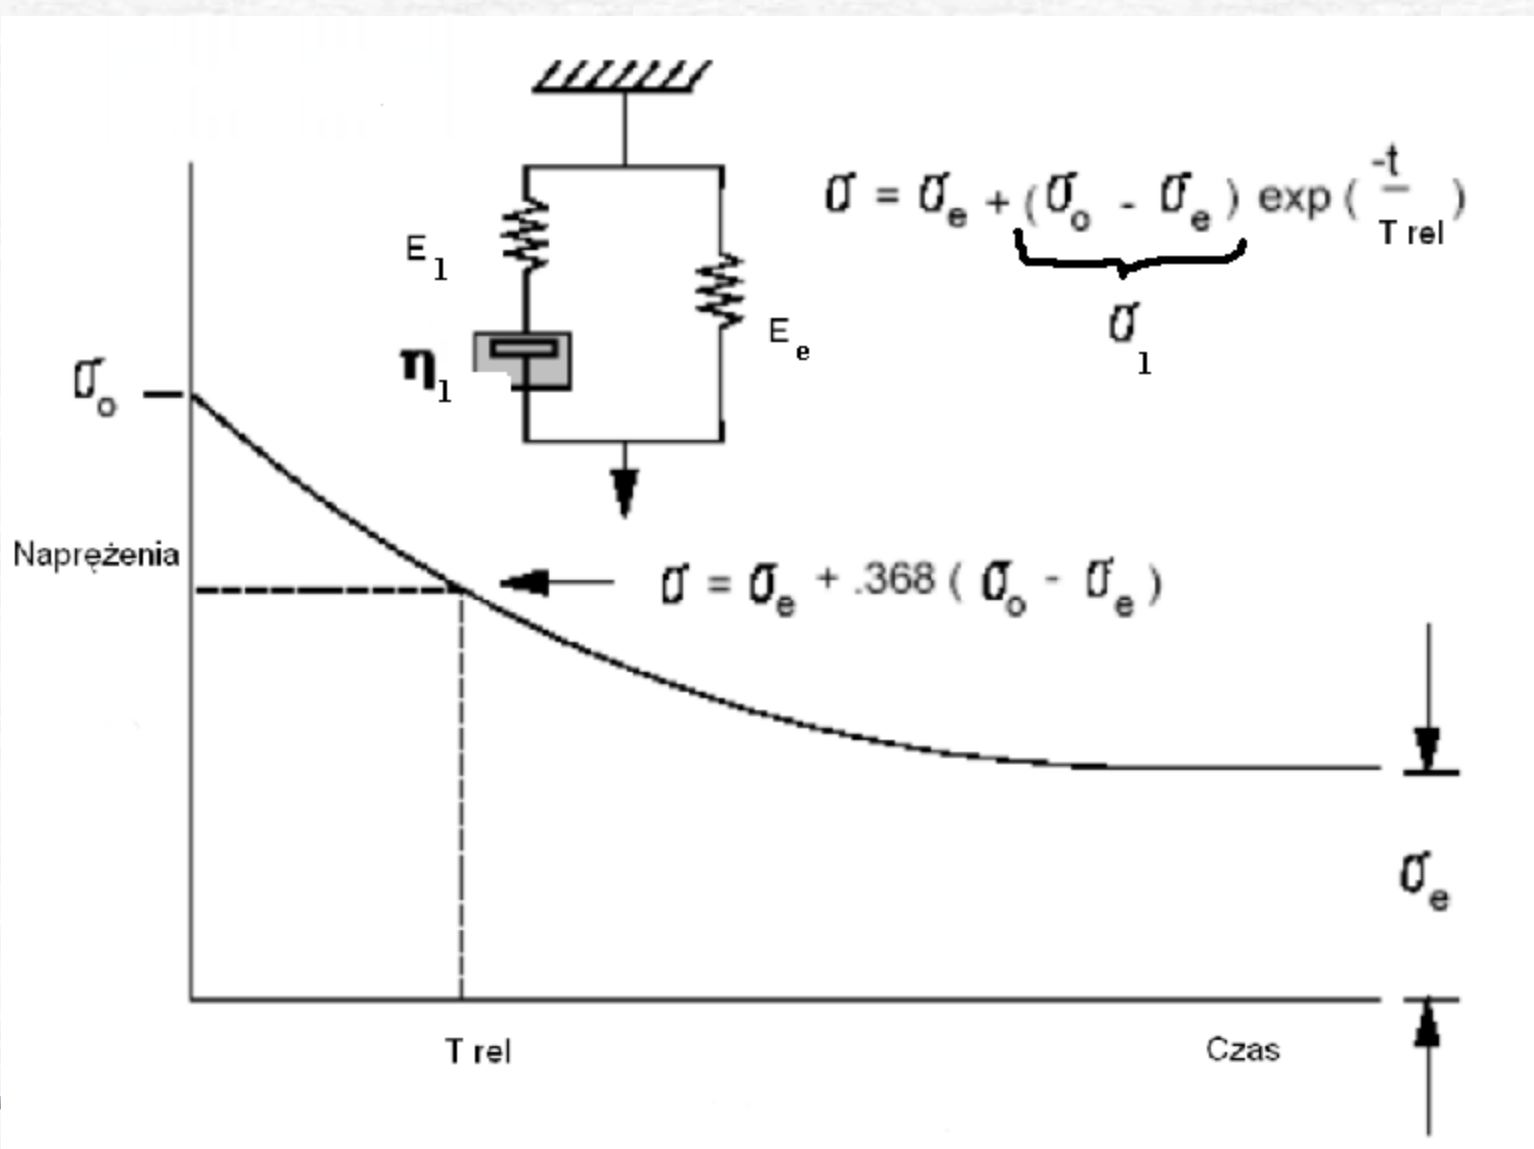 σ = σe + (σo - σe) exp( -t / T rel )
σ1
E1
η1
Ee
σo
Naprężenia
σ = σe + .368 ( σo - σe )
σe
T rel
Czas